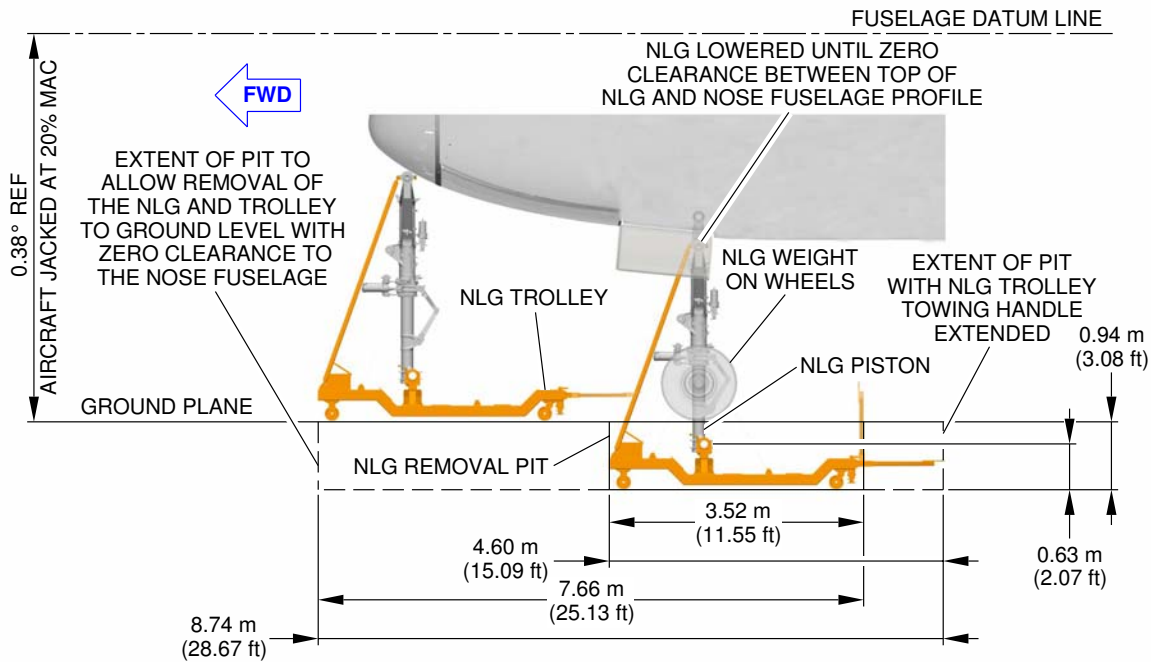 FUSELAGE DATUM LINE
NLG LOWERED UNTIL ZERO
CLEARANCE BETWEEN TOP OF
NLG AND NOSE FUSELAGE PROFILE
FWD
0.38° REF
AIRCRAFT JACKED AT 20% MAC
EXTENT OF PIT TO
ALLOW REMOVAL OF
THE NLG AND TROLLEY
TO GROUND LEVEL WITH
ZERO CLEARANCE TO
THE NOSE FUSELAGE
NLG TROLLEY
NLG WEIGHT
ON WHEELS
EXTENT OF PIT
WITH NLG TROLLEY
TOWING HANDLE
EXTENDED
0.94 m
(3.08 ft)
NLG PISTON
GROUND PLANE
NLG REMOVAL PIT
3.52 m
(11.55 ft)
4.60 m
(15.09 ft)
0.63 m
(2.07 ft)
7.66 m
(25.13 ft)
8.74 m
(28.67 ft)